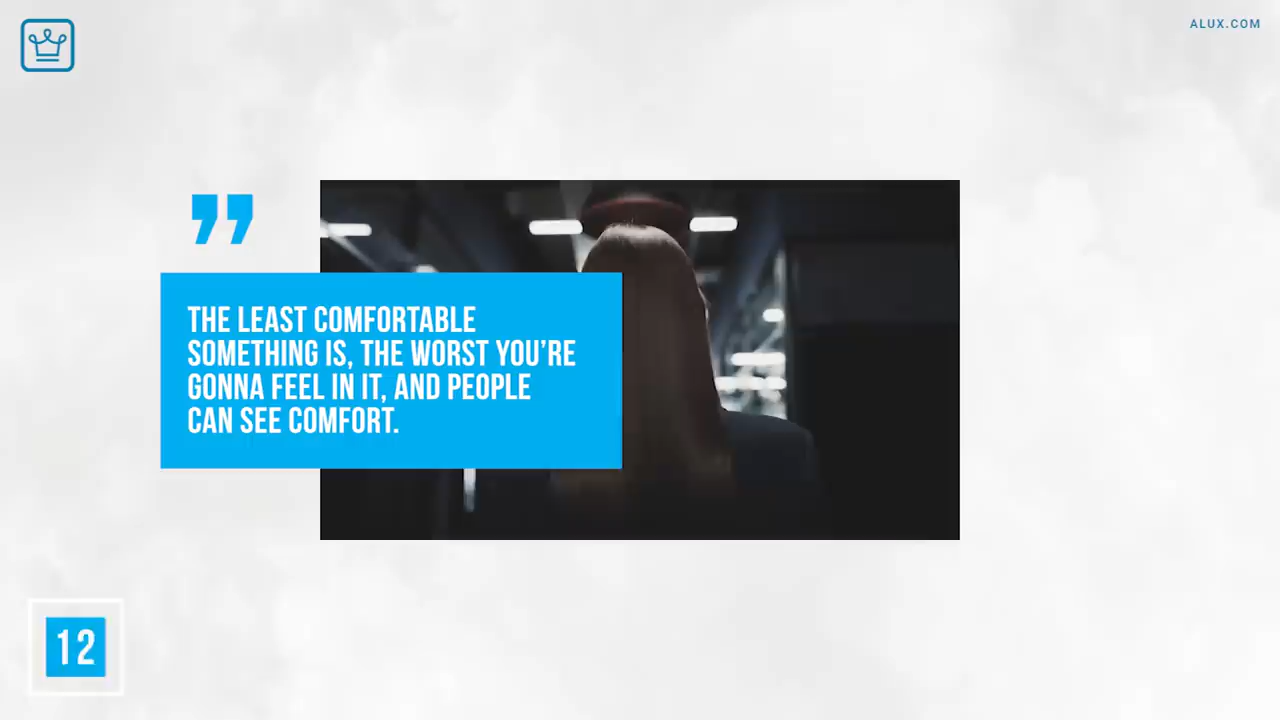 ALUX.COM
”
THE LEAST COMFORTABLE
SOMETHING IS, THE WORST YOU’RE
GONNA FEEL IN IT, AND PEOPLE
CAN SEE COMFORT.
12